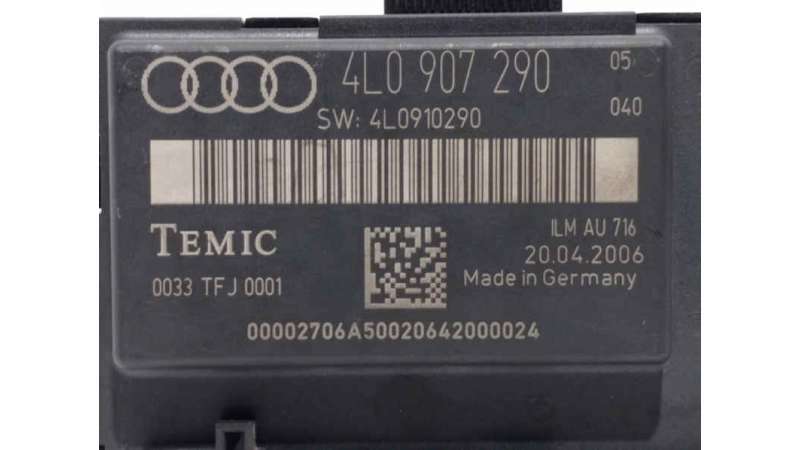 4L0 907 290 05
SW: 4L0910290 040
TEMIC ILM AU 716
20.04.2006
0033 TFJ 0001 Made in Germany
00002706A50020642000024